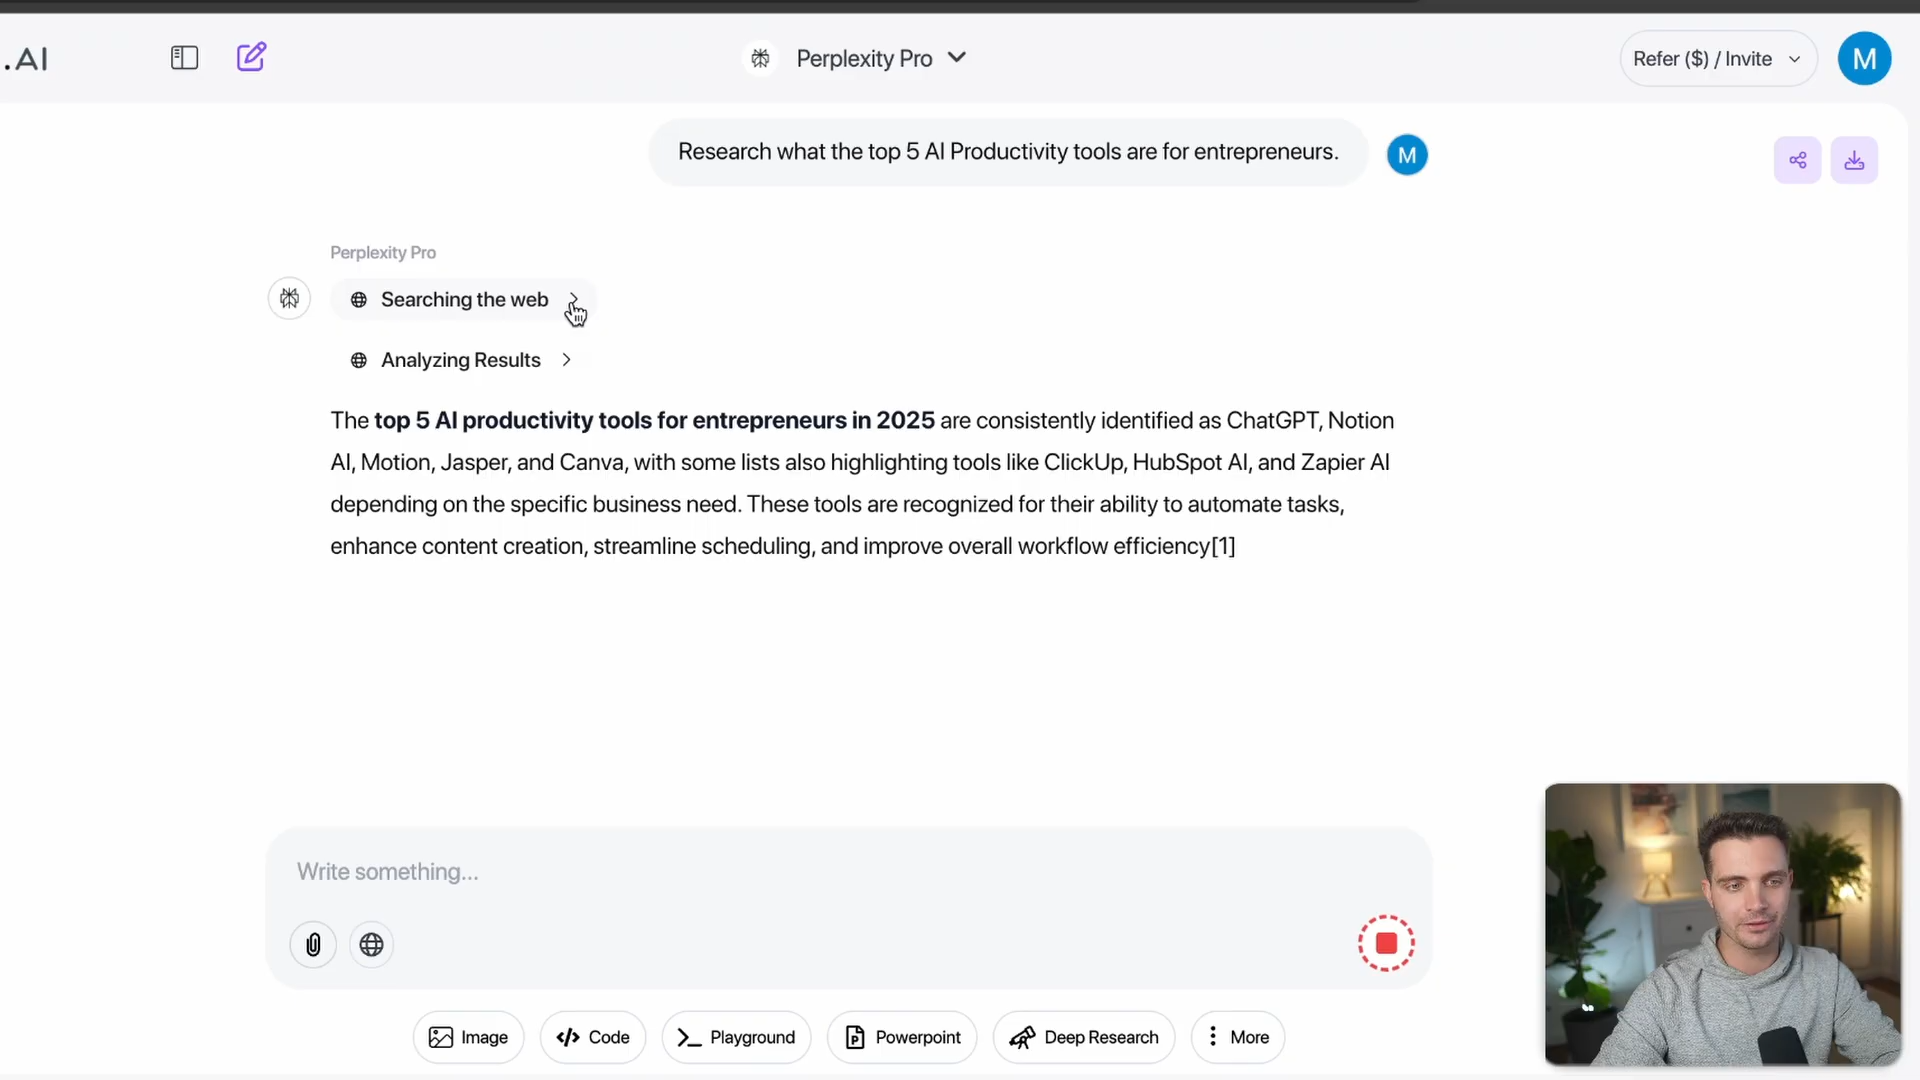 .AI
Perplexity Pro
Refer ($) / Invite
M
Research what the top 5 AI Productivity tools are for entrepreneurs.
M
Perplexity Pro
Searching the web
Analyzing Results
The top 5 AI productivity tools for entrepreneurs in 2025 are consistently identified as ChatGPT, Notion
AI, Motion, Jasper, and Canva, with some lists also highlighting tools like ClickUp, HubSpot AI, and Zapier AI
depending on the specific business need. These tools are recognized for their ability to automate tasks,
enhance content creation, streamline scheduling, and improve overall workflow efficiency[1]
Write something...
Image
Code
Playground
Powerpoint
Deep Research
More